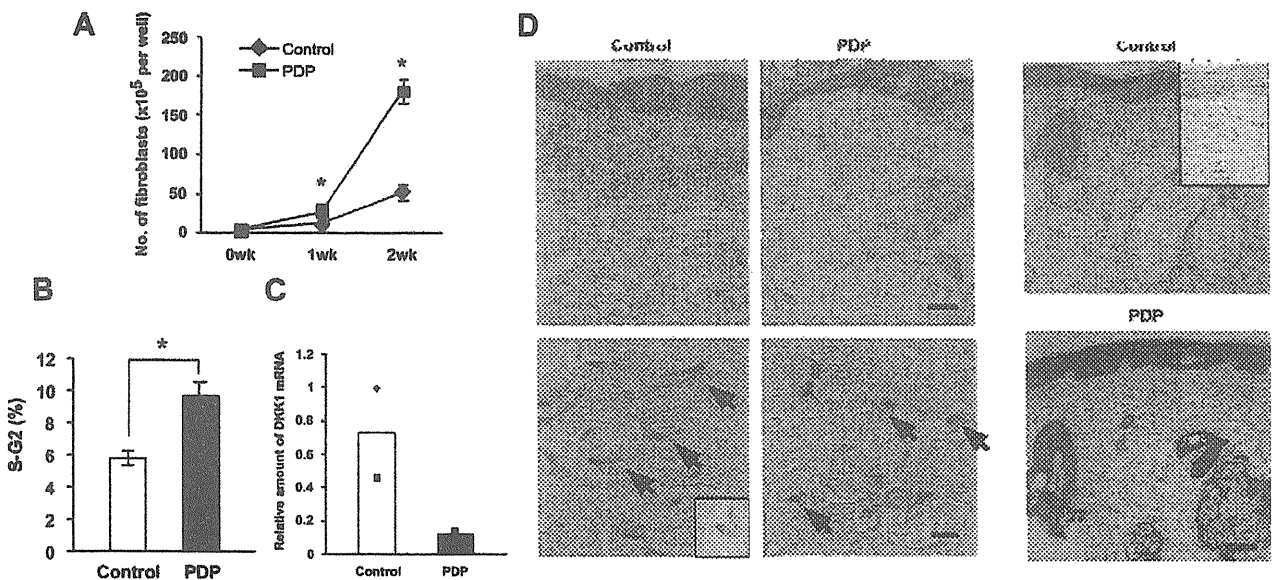 A
No. of fibroblasts (x10⁵ per well)
250
200
150
100
50
0
Control
PDP
*
*
0wk
1wk
2wk
B
S-G2 (%)
12
10
8
6
4
2
0
*
Control
PDP
C
Relative amount of DKK1 mRNA
1.2
1
0.8
0.6
0.4
0.2
0
Control
PDP
D
Control
PDP
Control
PDP